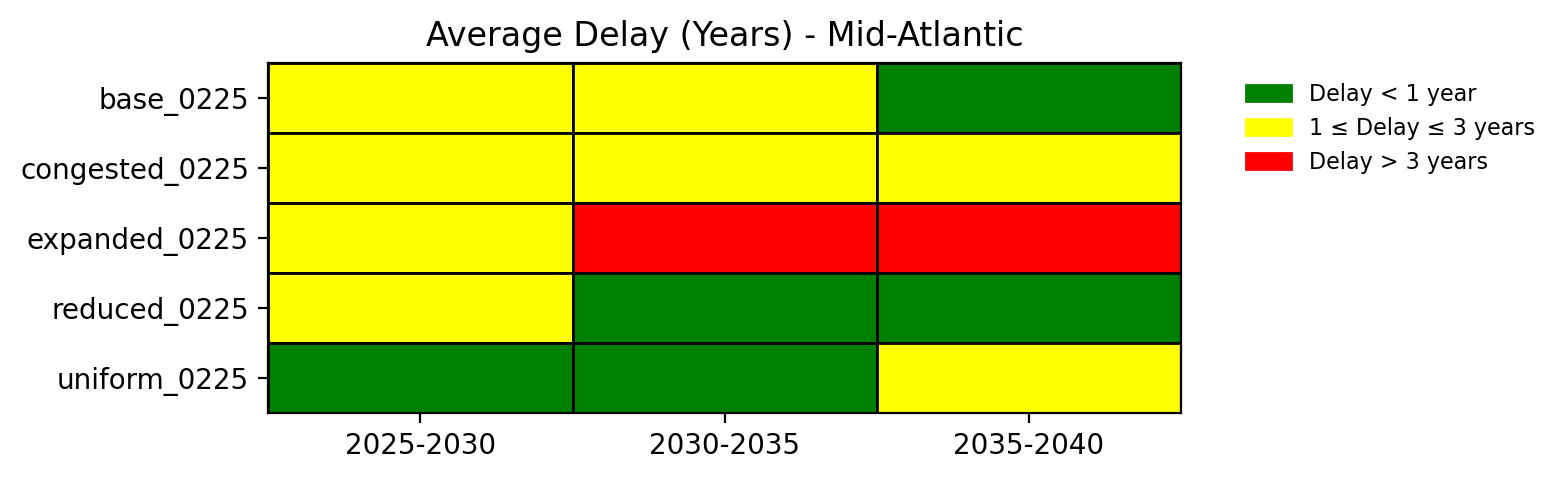 Average Delay (Years) - Mid-Atlantic
base_0225
congested_0225
expanded_0225
reduced_0225
uniform_0225
2025-2030
2030-2035
2035-2040
Delay < 1 year
1 ≤ Delay ≤ 3 years
Delay > 3 years